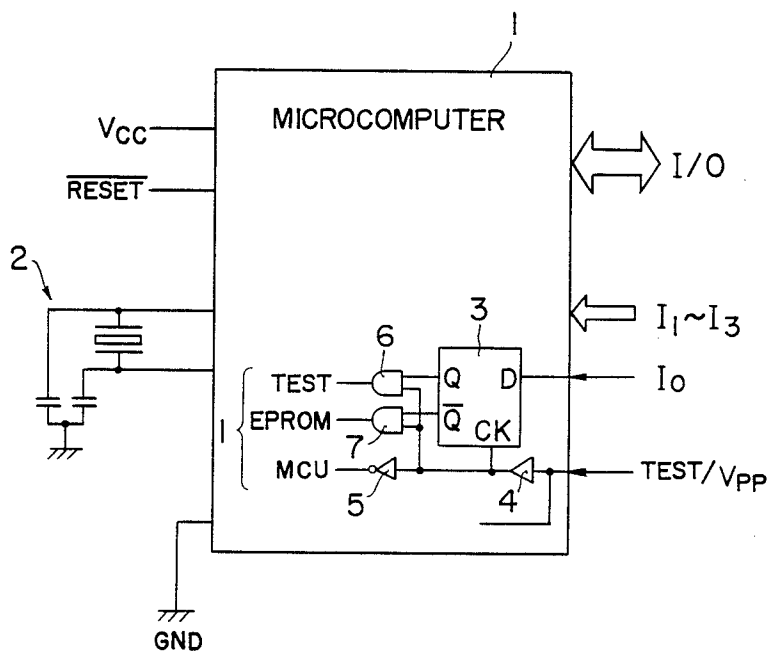 1
MICROCOMPUTER
VCC
RESET
I/O
2
3
I1~I3
6
TEST
Q
D
I0
1
EPROM
Q
7
CK
MCU
5
4
TEST/VPP
GND